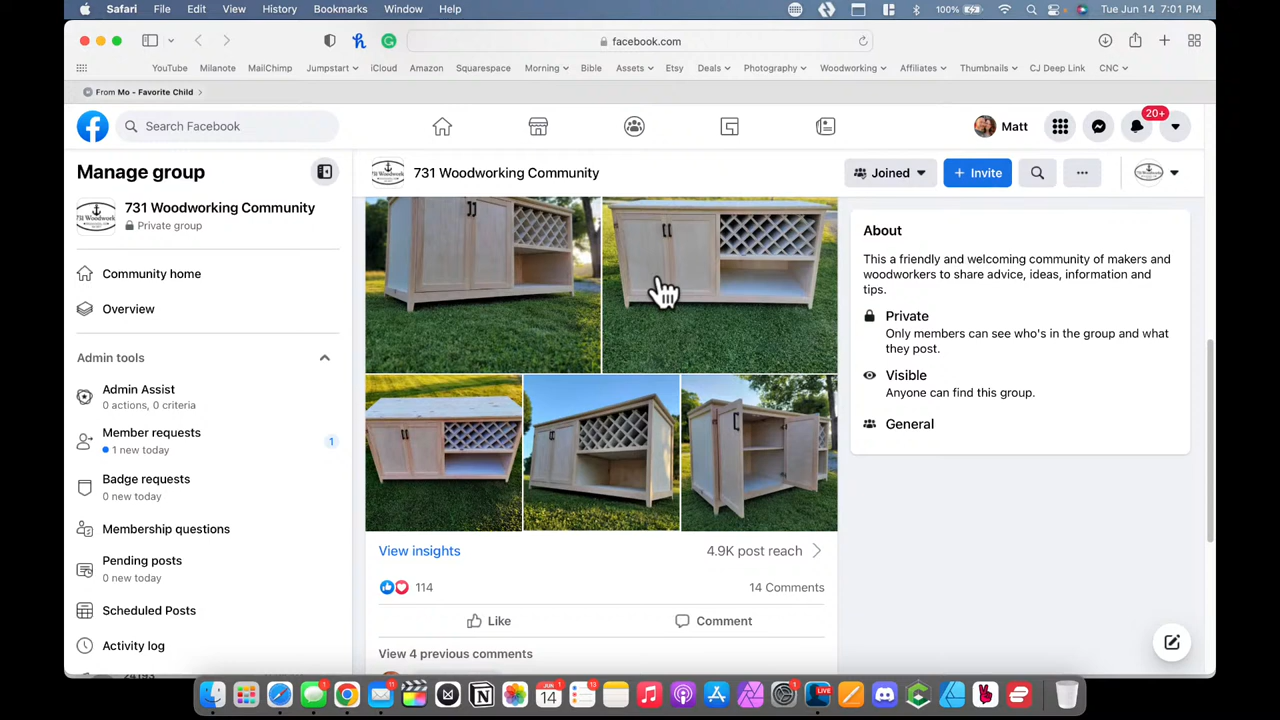 Safari File Edit View History Bookmarks Window Help 100% Tue Jun 14 7:01 PM
facebook.com
YouTube Milanote MailChimp Jumpstart iCloud Amazon Squarespace Morning Bible Assets Etsy Deals Photography Woodworking Affiliates Thumbnails CJ Deep Link CNC
From Mo - Favorite Child
Search Facebook
Matt
20+
Manage group
731 Woodworking Community
Private group
Community home
Overview
Admin tools
Admin Assist
0 actions, 0 criteria
Member requests
1 new today
1
Badge requests
0 new today
Membership questions
Pending posts
0 new today
Scheduled Posts
Activity log
731 Woodworking Community
Joined
+ Invite
View insights
4.9K post reach
114
14 Comments
Like
Comment
View 4 previous comments
About
This a friendly and welcoming community of makers and
woodworkers to share advice, ideas, information and
tips.
Private
Only members can see who's in the group and what
they post.
Visible
Anyone can find this group.
General
1
11
JUN
14
13
1
LIVE